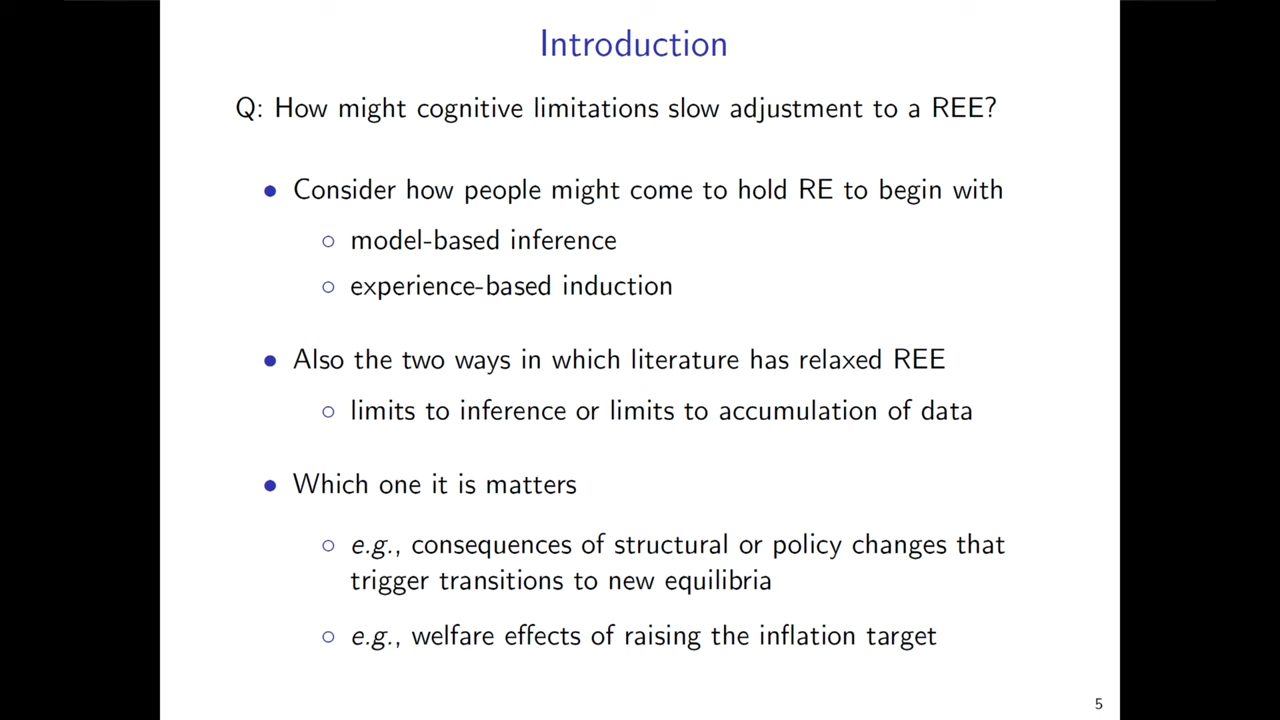 Introduction
Q: How might cognitive limitations slow adjustment to a REE?
• Consider how people might come to hold RE to begin with
○ model-based inference
○ experience-based induction
• Also the two ways in which literature has relaxed REE
○ limits to inference or limits to accumulation of data
• Which one it is matters
○ e.g., consequences of structural or policy changes that
trigger transitions to new equilibria
○ e.g., welfare effects of raising the inflation target
5